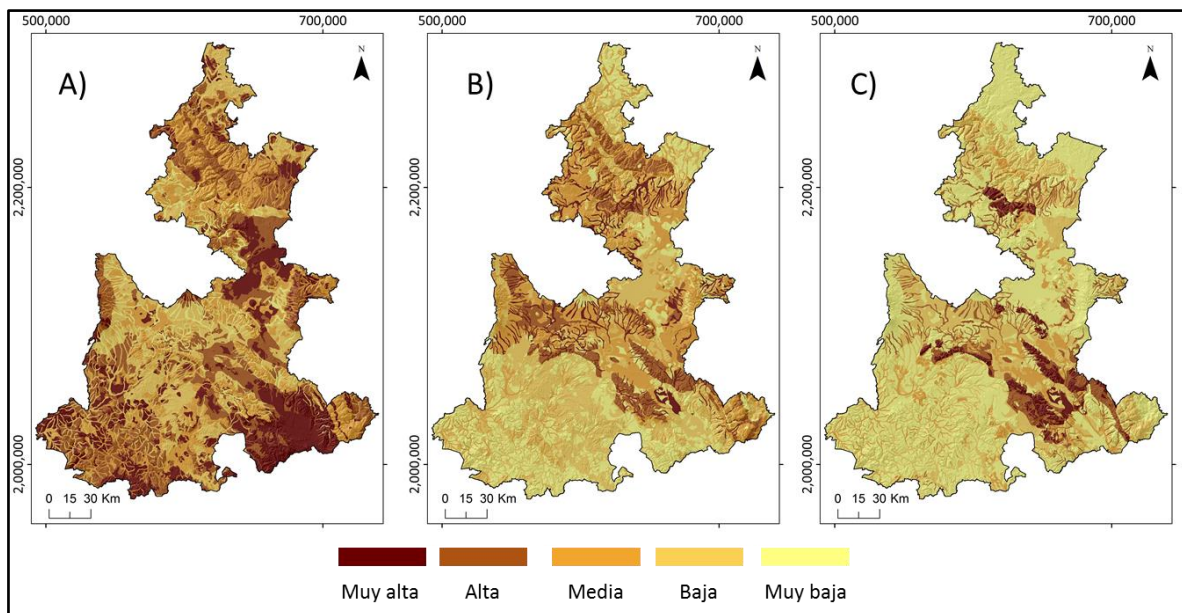 500,000 700,000 500,000 700,000 500,000 700,000
N N N
A) B) C)
2,200,000 2,200,000 2,200,000
2,000,000 2,000,000 2,000,000
0 15 30 Km 0 15 30 Km 0 15 30 Km
Muy alta Alta Media Baja Muy baja